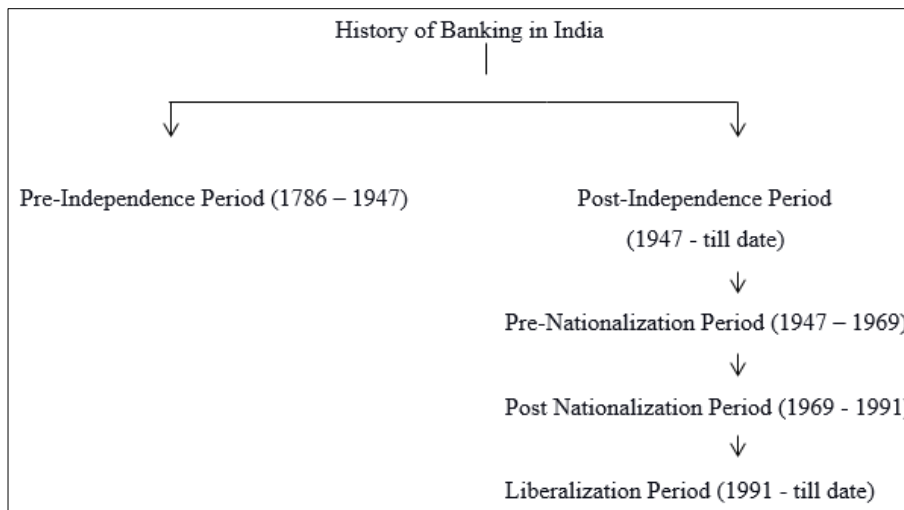 History of Banking in India
Pre-Independence Period (1786 – 1947)
Post-Independence Period
(1947 - till date)
Pre-Nationalization Period (1947 – 1969)
Post Nationalization Period (1969 - 1991)
Liberalization Period (1991 - till date)